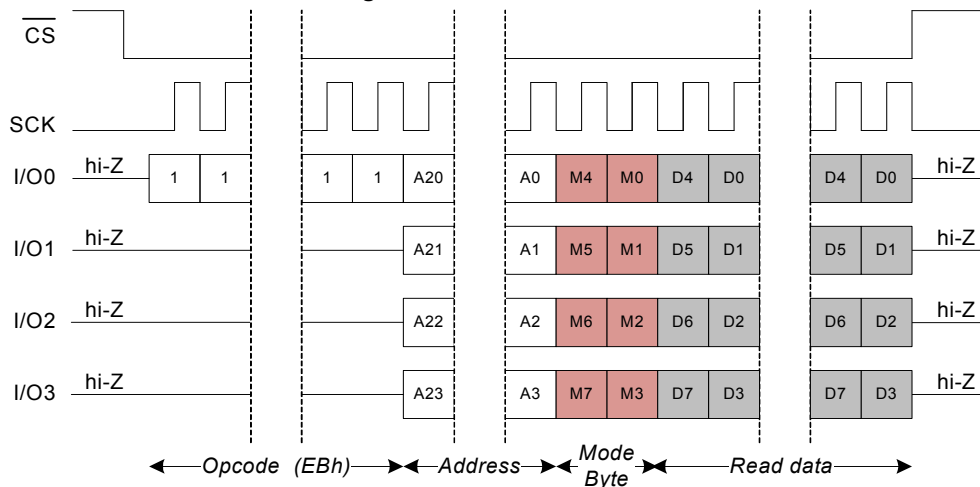 CS
SCK
I/O0 hi-Z 1 1 1 1 A20 A0 M4 M0 D4 D0 D4 D0 hi-Z
I/O1 hi-Z A21 A1 M5 M1 D5 D1 D5 D1 hi-Z
I/O2 hi-Z A22 A2 M6 M2 D6 D2 D6 D2 hi-Z
I/O3 hi-Z A23 A3 M7 M3 D7 D3 D7 D3 hi-Z
Opcode (EBh) Address Mode Read data
Byte